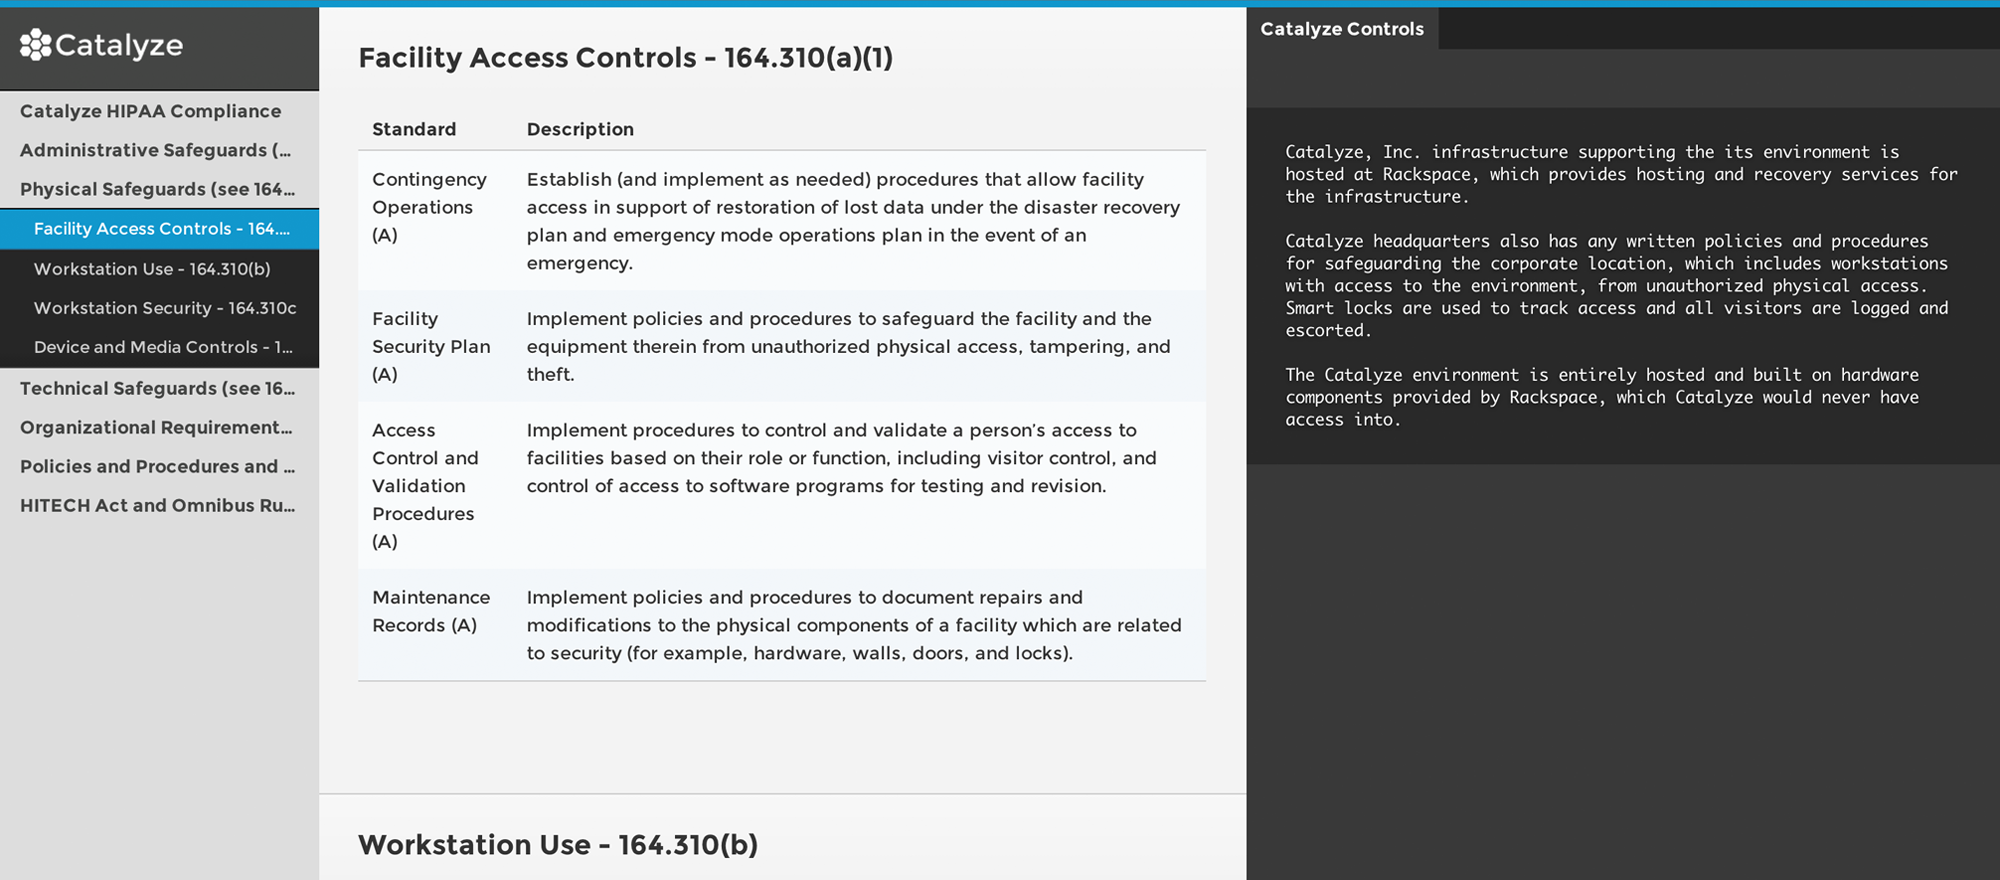 Catalyze
Catalyze HIPAA Compliance
Administrative Safeguards (...
Physical Safeguards (see 164...
Facility Access Controls - 164....
Workstation Use - 164.310(b)
Workstation Security - 164.310c
Device and Media Controls - 1...
Technical Safeguards (see 16...
Organizational Requirement...
Policies and Procedures and ...
HITECH Act and Omnibus Ru...
Facility Access Controls - 164.310(a)(1)
Standard Description
Contingency Establish (and implement as needed) procedures that allow facility
Operations access in support of restoration of lost data under the disaster recovery
(A) plan and emergency mode operations plan in the event of an
emergency.
Facility Implement policies and procedures to safeguard the facility and the
Security Plan equipment therein from unauthorized physical access, tampering, and
(A) theft.
Access Implement procedures to control and validate a person's access to
Control and facilities based on their role or function, including visitor control, and
Validation control of access to software programs for testing and revision.
Procedures
(A)
Maintenance Implement policies and procedures to document repairs and
Records (A) modifications to the physical components of a facility which are related
to security (for example, hardware, walls, doors, and locks).
Workstation Use - 164.310(b)
Catalyze Controls
Catalyze, Inc. infrastructure supporting the its environment is
hosted at Rackspace, which provides hosting and recovery services for
the infrastructure.
Catalyze headquarters also has any written policies and procedures
for safeguarding the corporate location, which includes workstations
with access to the environment, from unauthorized physical access.
Smart locks are used to track access and all visitors are logged and
escorted.
The Catalyze environment is entirely hosted and built on hardware
components provided by Rackspace, which Catalyze would never have
access into.